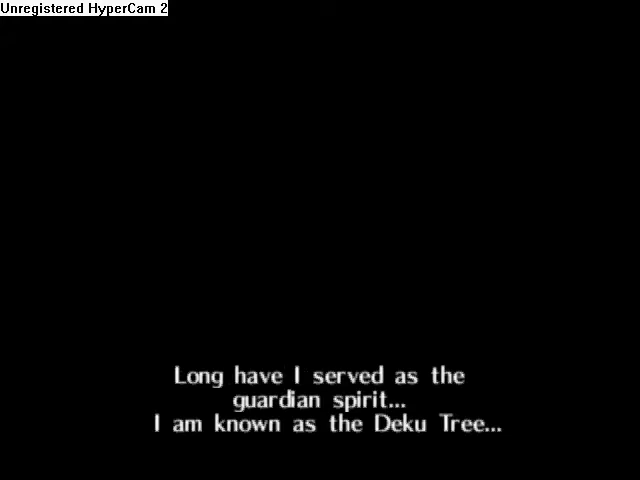 Unregistered HyperCam 2
Long have I served as the
guardian spirit...
I am known as the Deku Tree...